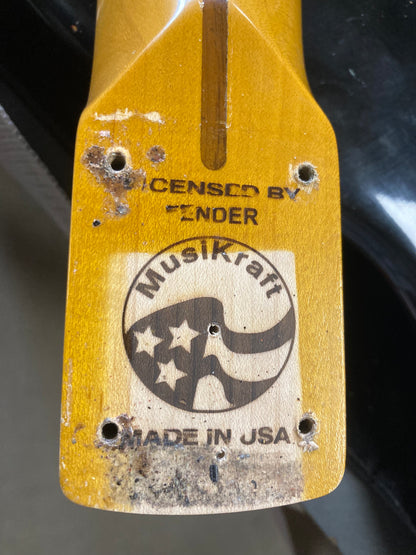 LICENSED BY
FENDER
MusiKraft
MADE IN USA